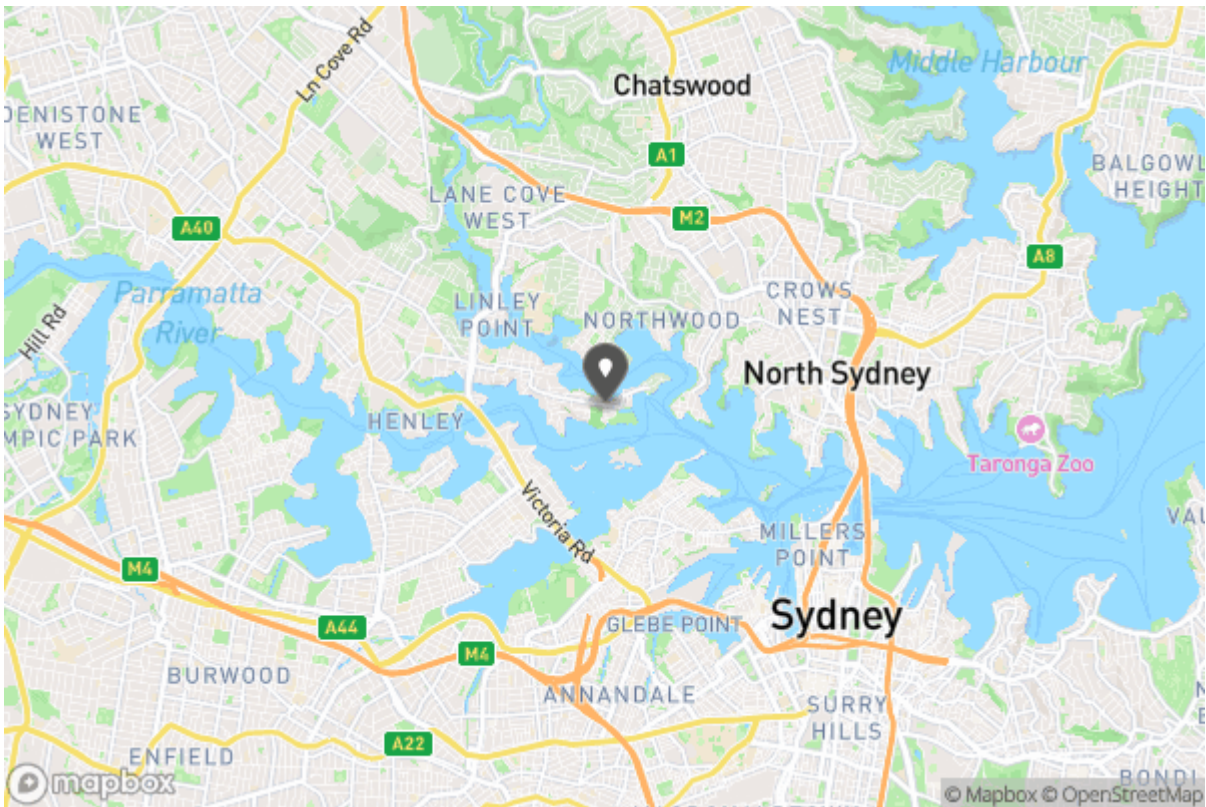 Ln Cove Rd
Chatswood
Middle Harbour
DENISTONE
WEST
A1
BALGOWL
HEIGHT
LANE COVE
WEST
M2
A40
A8
Parramatta
River
Hill Rd
LINLEY
POINT
NORTHWOOD
CROWS
NEST
North Sydney
SYDNEY
MPIC PARK
HENLEY
Taronga Zoo
Victoria Rd
MILLERS
POINT
VAU
M4
A44
Sydney
GLEBE POINT
M4
BURWOOD
ANNANDALE
SURRY
HILLS
N
A22
ENFIELD
mapbox
BONDI
© Mapbox © OpenStreetMap